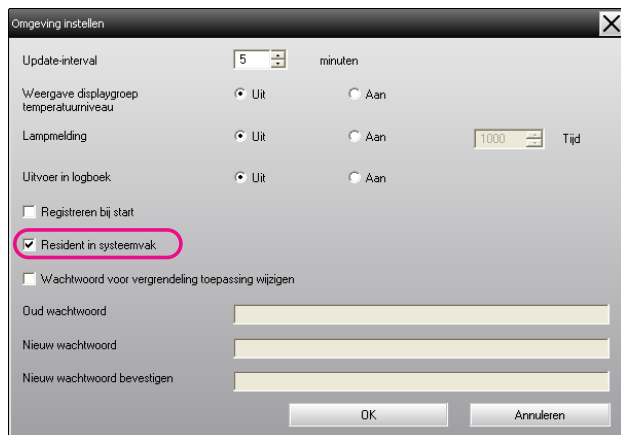 Omgeving instellen
Update-interval 5 minuten
Weergave displaygroep
temperatuurniveau
Uit Aan
Lampmelding Uit Aan 1000 Tijd
Uitvoer in logboek Uit Aan
Registreren bij start
Resident in systeemvak
Wachtwoord voor vergrendeling toepassing wijzigen
Oud wachtwoord
Nieuw wachtwoord
Nieuw wachtwoord bevestigen
OK Annuleren